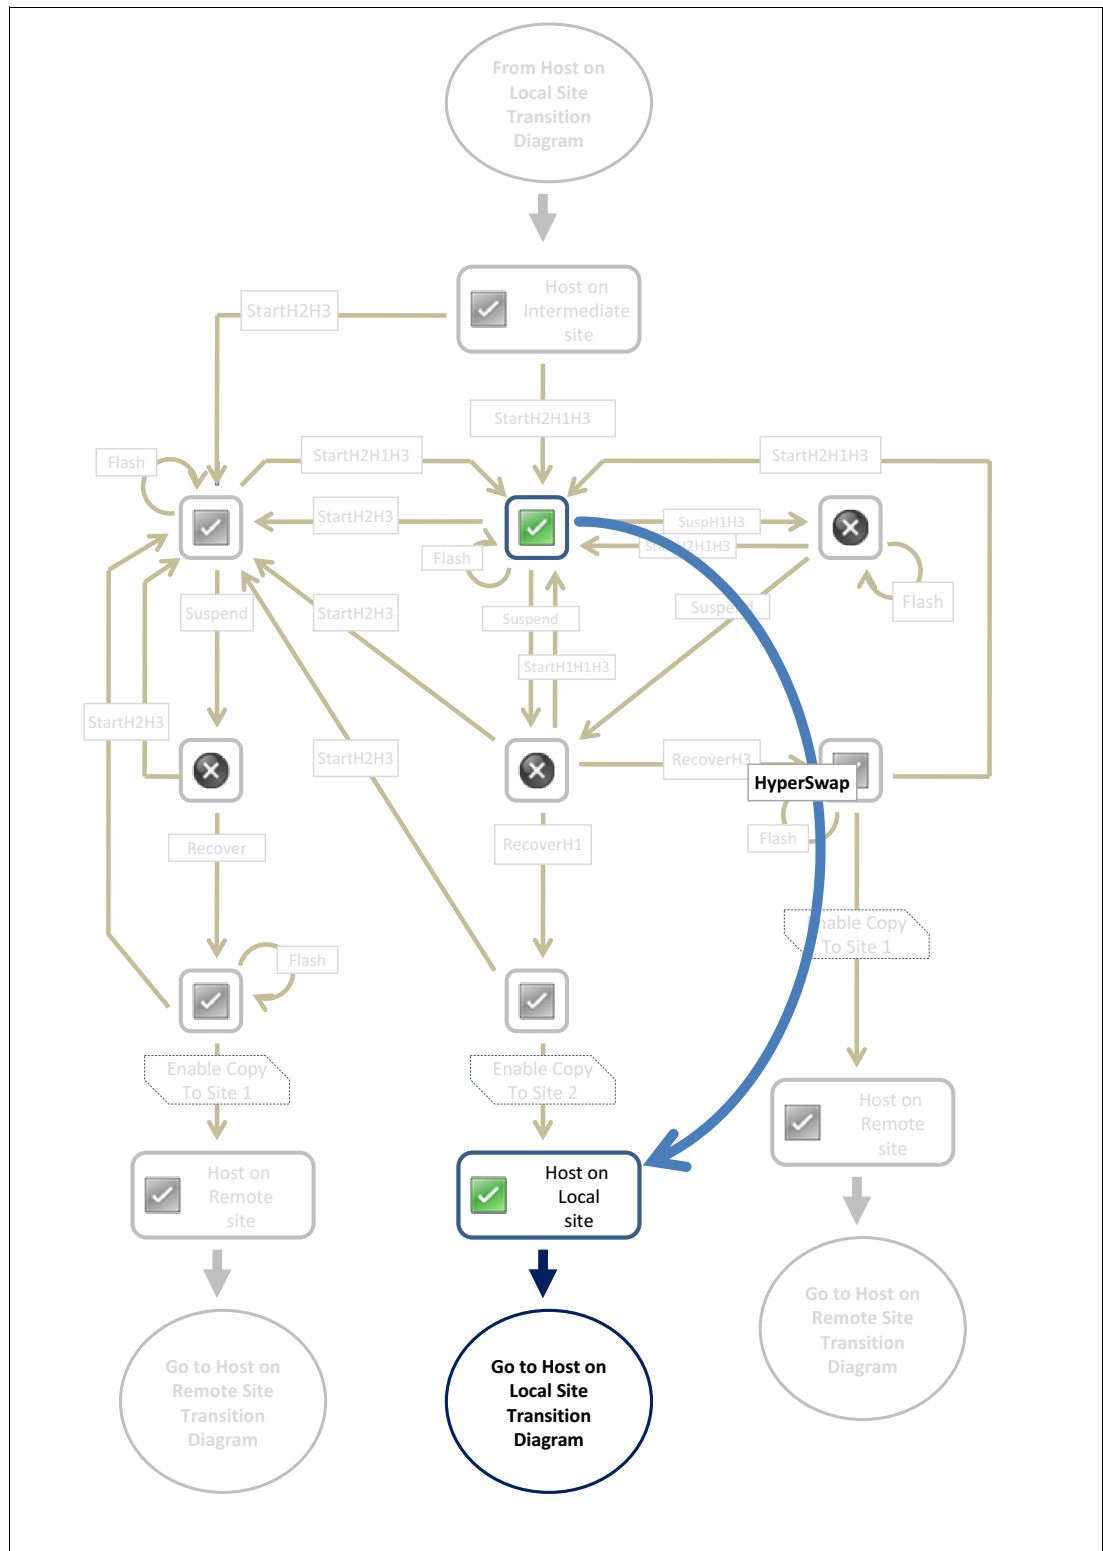 From Host on
Local Site
Transition
Diagram
Host on
Intermediate
site
StartH2H3
StartH2H1H3
Flash
StartH2H1H3
StartH2H1H3
StartH2H3
SuspH1H3
StartH2H1H3
Flash
Flash
Suspend
StartH2H3
Suspend
Suspend
StartH1H1H3
StartH2H3
StartH2H3
RecoverH3
HyperSwap
Flash
Recover
RecoverH1
Enable Copy
To Site 1
Flash
Enable Copy
To Site 1
Enable Copy
To Site 2
Host on
Remote
site
Host on
Remote
site
Host on
Local
site
Go to Host on
Remote Site
Transition
Diagram
Go to Host on
Remote Site
Transition
Diagram
Go to Host on
Local Site
Transition
Diagram